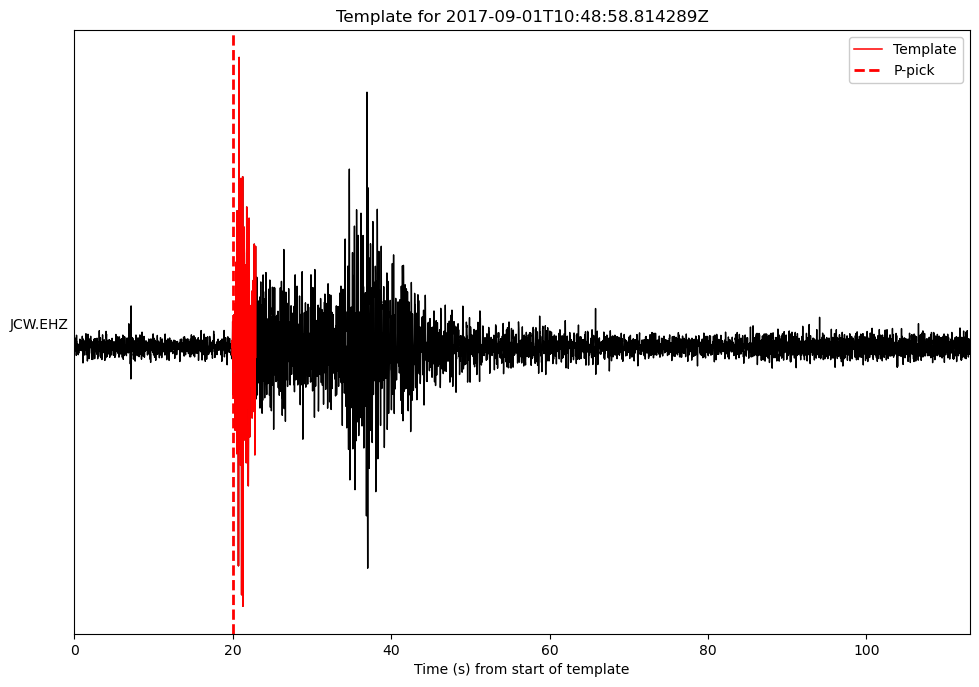 Template for 2017-09-01T10:48:58.814289Z
Template
P-pick
JCW.EHZ
0 20 40 60 80 100
Time (s) from start of template